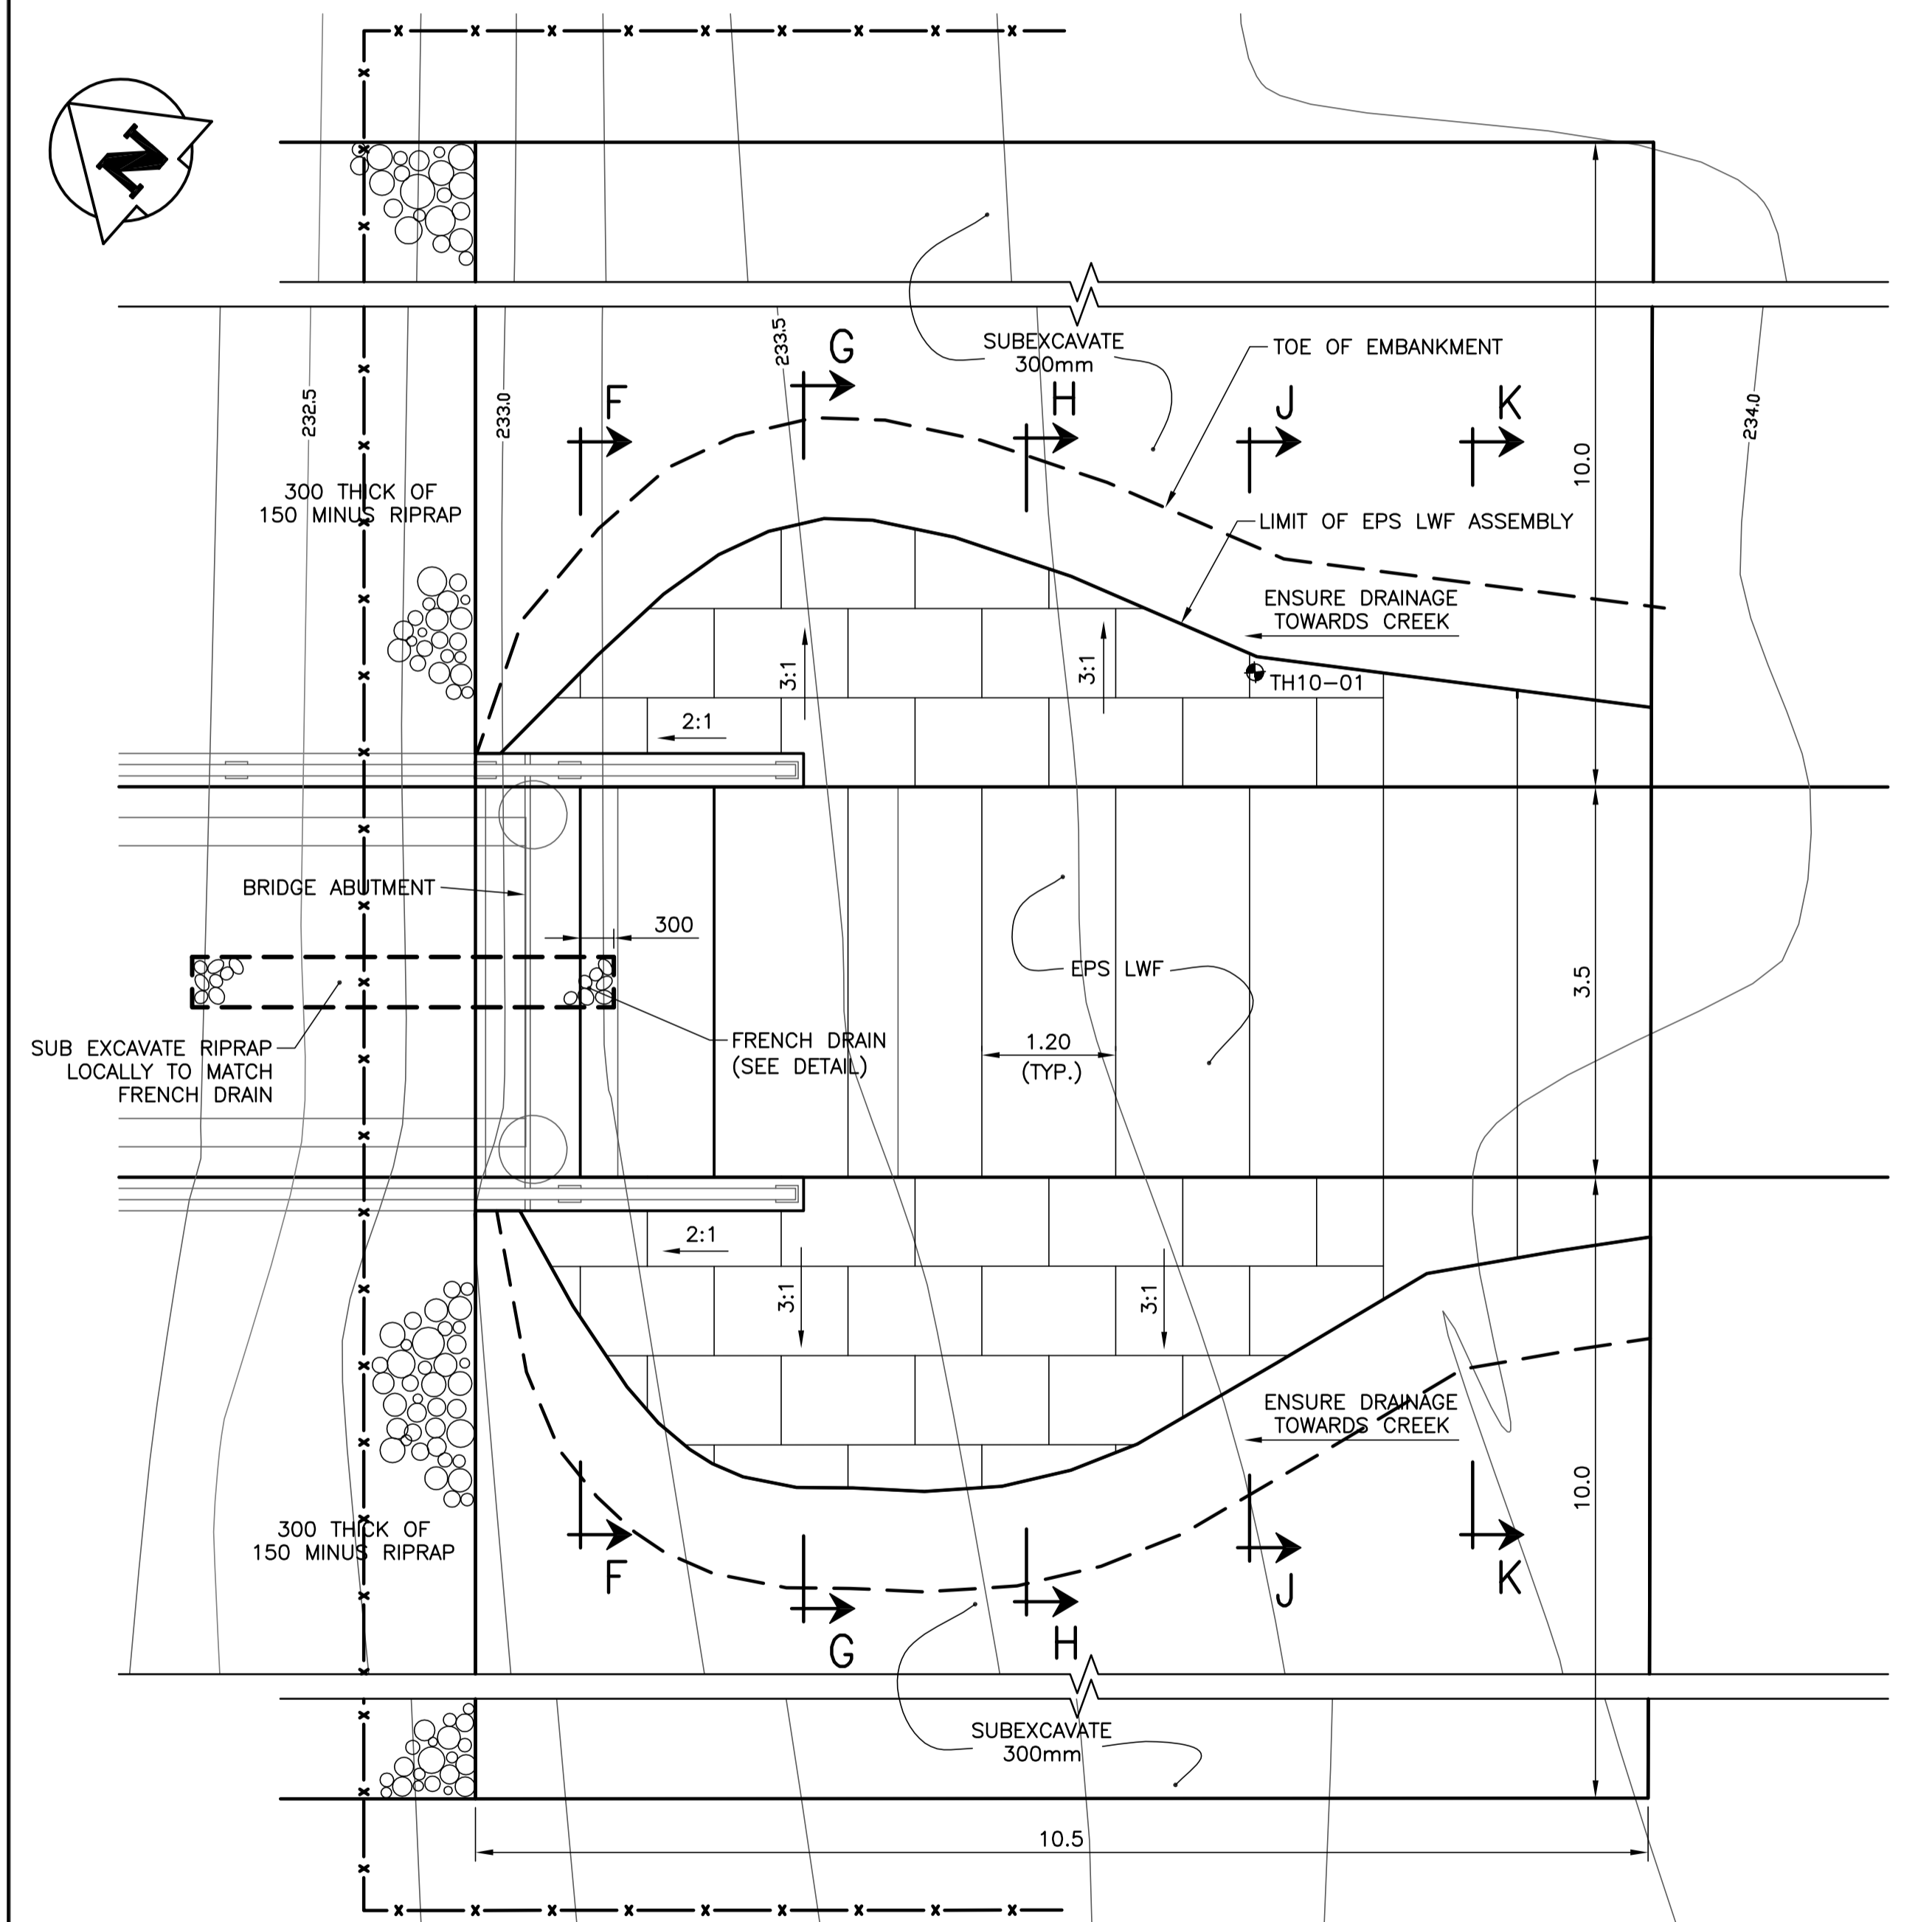 N
233.5
G
SUBEXCAVATE
300mm
TOE OF EMBANKMENT
232.5
233.0
F
H
J
K
234.0
10.0
300 THICK OF
150 MINUS RIPRAP
LIMIT OF EPS LWF ASSEMBLY
ENSURE DRAINAGE
TOWARDS CREEK
3:1
3:1
TH10-01
2:1
BRIDGE ABUTMENT
300
EPS LWF
3.5
SUB EXCAVATE RIPRAP
LOCALLY TO MATCH
FRENCH DRAIN
FRENCH DRAIN
(SEE DETAIL)
1.20
(TYP.)
2:1
3:1
3:1
ENSURE DRAINAGE
TOWARDS CREEK
10.0
300 THICK OF
150 MINUS RIPRAP
F
G
H
J
K
SUBEXCAVATE
300mm
10.5